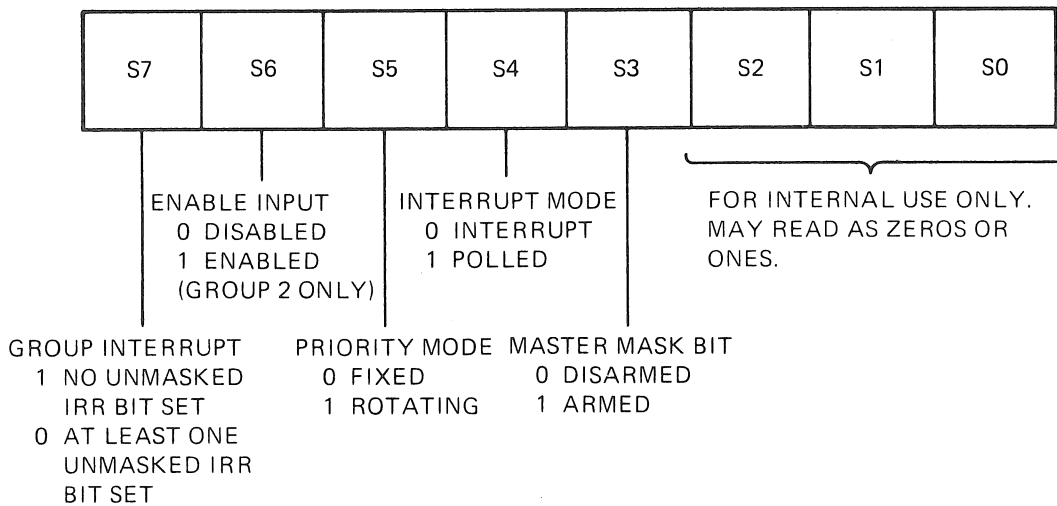 S7 S6 S5 S4 S3 S2 S1 S0
ENABLE INPUT
0 DISABLED
1 ENABLED
(GROUP 2 ONLY)
INTERRUPT MODE
0 INTERRUPT
1 POLLED
FOR INTERNAL USE ONLY.
MAY READ AS ZEROS OR
ONES.
GROUP INTERRUPT
1 NO UNMASKED
IRR BIT SET
0 AT LEAST ONE
UNMASKED IRR
BIT SET
PRIORITY MODE
0 FIXED
1 ROTATING
MASTER MASK BIT
0 DISARMED
1 ARMED